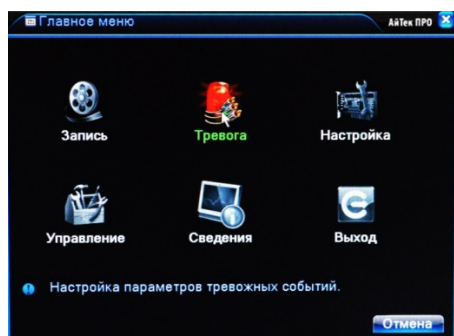 Главное меню АйТек ПРО
Запись Тревога Настройка
Управление Сведения Выход
Настройка параметров тревожных событий.
Отмена